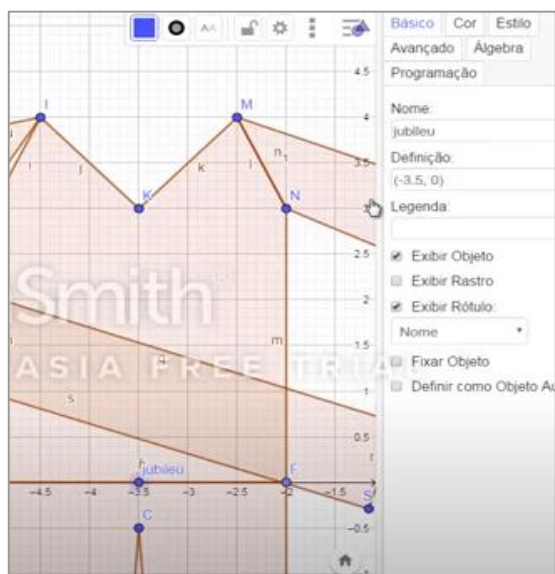 Básico Cor Estilo
Avançado Álgebra
Programação
Nome:
jubileu
Definição:
(-3.5, 0)
Legenda:
Exibir Objeto
Exibir Rastro
Exibir Rótulo:
Nome
Fixar Objeto
Definir como Objeto Au
AA
4.5
I
M
4
n₁
3.5
j
k
l
i
K
N
3
2.5
2
Smith
m
1.5
ASIA FREE TRIAL
q
1
s
0.5
r
jubileu
F
-4.5 -4 -3.5 -3 -2.5 -2 -1.5
S
C
-0.5